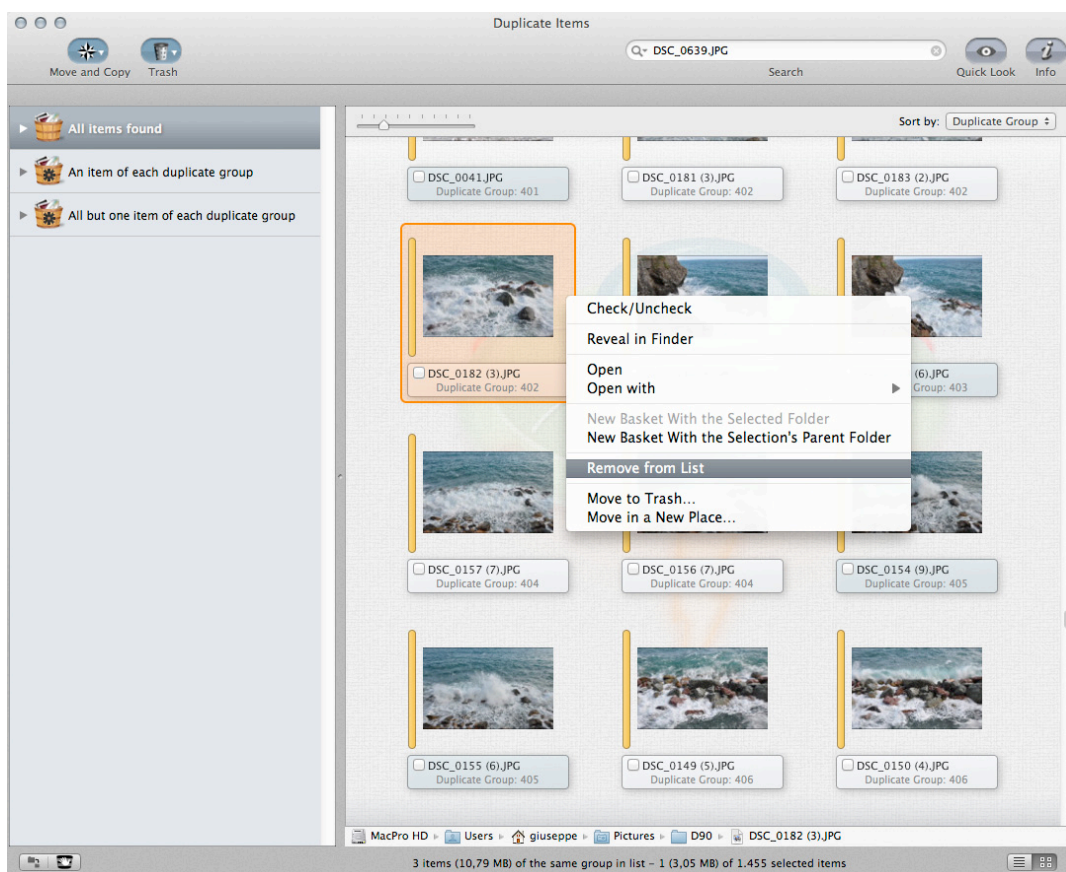 Duplicate Items
DSC_0639.JPG
Move and Copy Trash Search Quick Look Info
All items found
An item of each duplicate group
All but one item of each duplicate group
Sort by: Duplicate Group
DSC_0041.JPG DSC_0181 (3).JPG DSC_0183 (2).JPG
Duplicate Group: 401 Duplicate Group: 402 Duplicate Group: 402
DSC_0182 (3).JPG (6).JPG
Duplicate Group: 402 Group: 403
Check/Uncheck
Reveal in Finder
Open
Open with
New Basket With the Selected Folder
New Basket With the Selection's Parent Folder
Remove from List
Move to Trash...
Move in a New Place...
DSC_0157 (7).JPG DSC_0156 (7).JPG DSC_0154 (9).JPG
Duplicate Group: 404 Duplicate Group: 404 Duplicate Group: 405
DSC_0155 (6).JPG DSC_0149 (5).JPG DSC_0150 (4).JPG
Duplicate Group: 405 Duplicate Group: 406 Duplicate Group: 406
MacPro HD Users giuseppe Pictures D90 DSC_0182 (3).JPG
3 items (10,79 MB) of the same group in list – 1 (3,05 MB) of 1.455 selected items